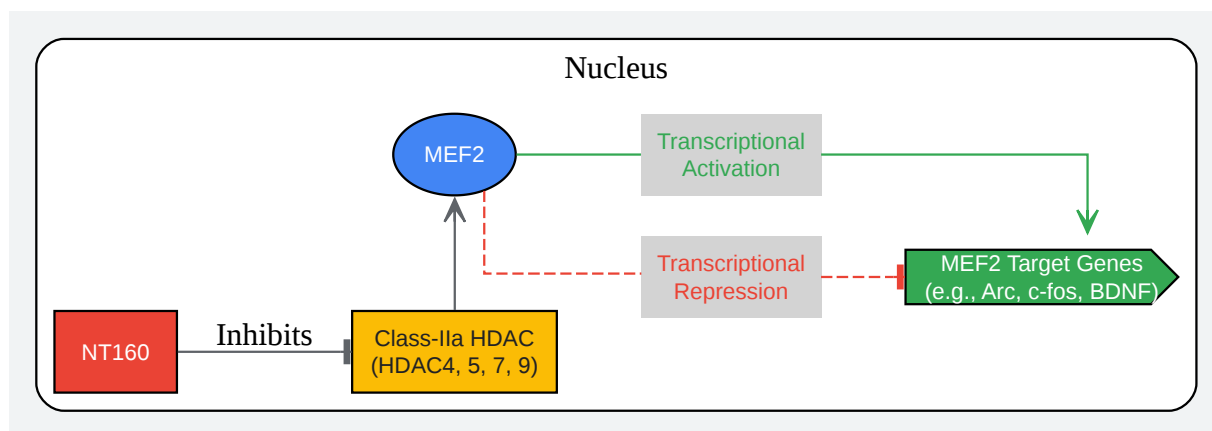 Nucleus
MEF2
Transcriptional
Activation
Transcriptional
Repression
MEF2 Target Genes
(e.g., Arc, c-fos, BDNF)
NT160
Inhibits
Class-IIa HDAC
(HDAC4, 5, 7, 9)